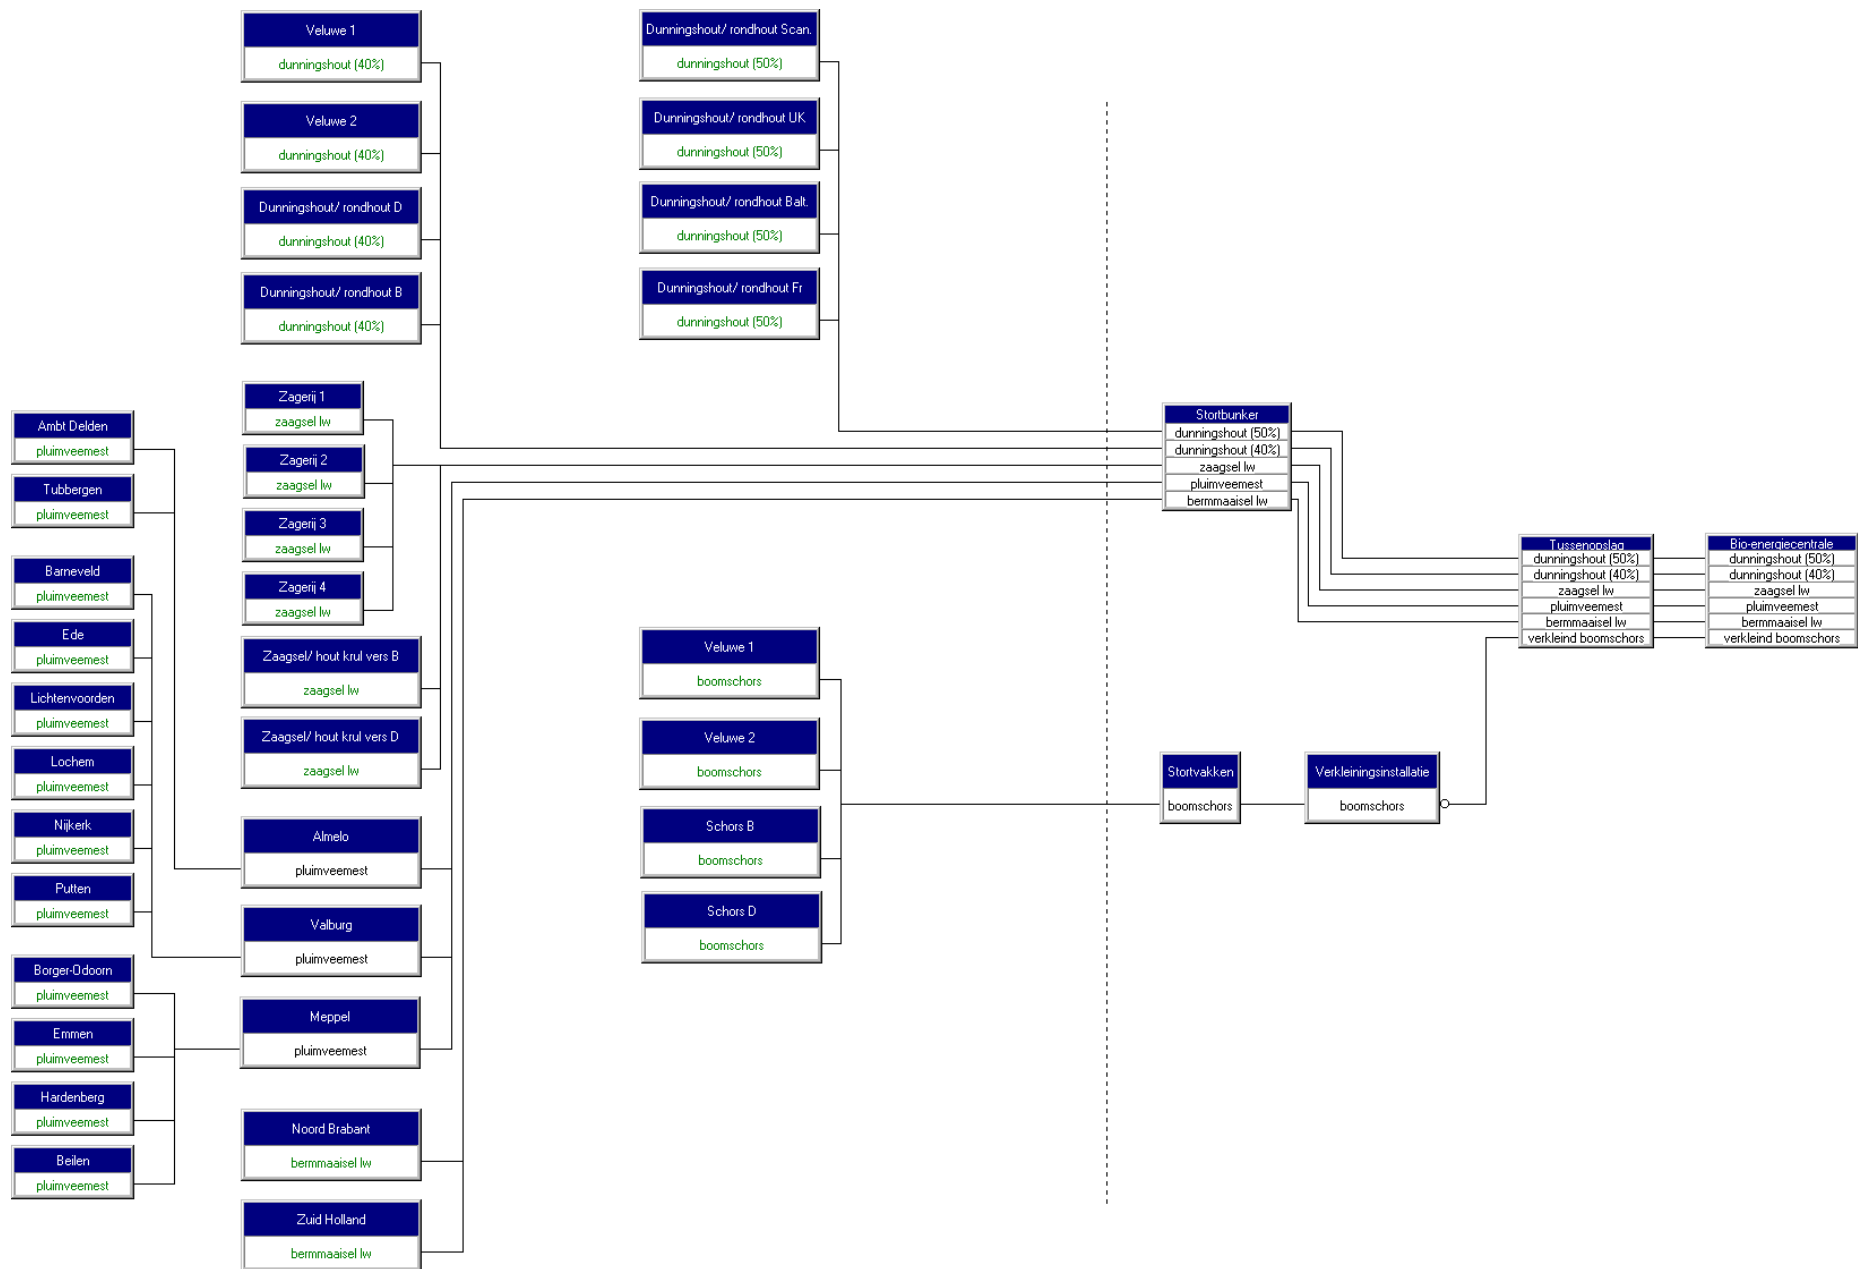 Veluwe 1
dunningshout (40%)
Veluwe 2
dunningshout (40%)
Dunningshout/ rondhout D
dunningshout (40%)
Dunningshout/ rondhout B
dunningshout (40%)
Dunningshout/ rondhout Scan.
dunningshout (50%)
Dunningshout/ rondhout UK
dunningshout (50%)
Dunningshout/ rondhout Balt.
dunningshout (50%)
Dunningshout/ rondhout Fr
dunningshout (50%)
Ambt Delden
pluimveemest
Tubbergen
pluimveemest
Barneveld
pluimveemest
Ede
pluimveemest
Lichtenvoorden
pluimveemest
Lochem
pluimveemest
Nijkerk
pluimveemest
Putten
pluimveemest
Borger-Odoorn
pluimveemest
Emmen
pluimveemest
Hardenberg
pluimveemest
Beilen
pluimveemest
Zagerij 1
zaagsel lw
Zagerij 2
zaagsel lw
Zagerij 3
zaagsel lw
Zagerij 4
zaagsel lw
Zaagsel/ hout krul vers B
zaagsel lw
Zaagsel/ hout krul vers D
zaagsel lw
Almelo
pluimveemest
Valburg
pluimveemest
Meppel
pluimveemest
Noord Brabant
bermmaaisel lw
Zuid Holland
bermmaaisel lw
Veluwe 1
boomschors
Veluwe 2
boomschors
Schors B
boomschors
Schors D
boomschors
Stortbunker
dunningshout (50%)
dunningshout (40%)
zaagsel lw
pluimveemest
bermmaaisel lw
Stortvakken
boomschors
Verkleiningsinstallatie
boomschors
Tussenopslag
dunningshout (50%)
dunningshout (40%)
zaagsel lw
pluimveemest
bermmaaisel lw
verkleind boomschors
Bio-energiecentrale
dunningshout (50%)
dunningshout (40%)
zaagsel lw
pluimveemest
bermmaaisel lw
verkleind boomschors